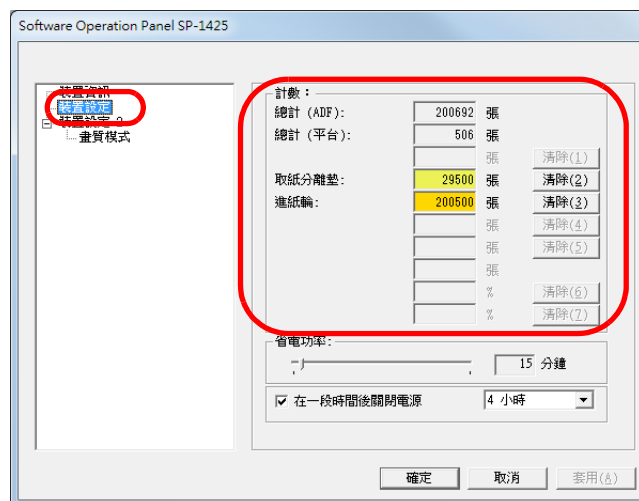 Software Operation Panel SP-1425
裝置資訊
裝置設定
裝置設定 2
畫質模式
計數：
總計 (ADF): 200692 張
總計 (平台): 506 張
張 清除(1)
取紙分離墊: 29500 張 清除(2)
進紙輪: 200500 張 清除(3)
張 清除(4)
張 清除(5)
張
% 清除(6)
% 清除(7)
省電功率:
15 分鐘
在一段時間後關閉電源 4 小時
確定 取消 套用(A)